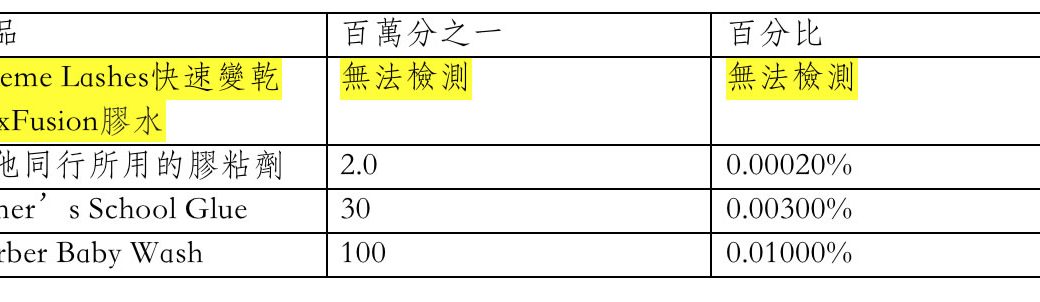 品 百萬分之一 百分比
eme Lashes快速變乾 無法檢測 無法檢測
xFusion膠水
他同行所用的膠粘劑 2.0 0.00020%
ner’s School Glue 30 0.00300%
rber Baby Wash 100 0.01000%